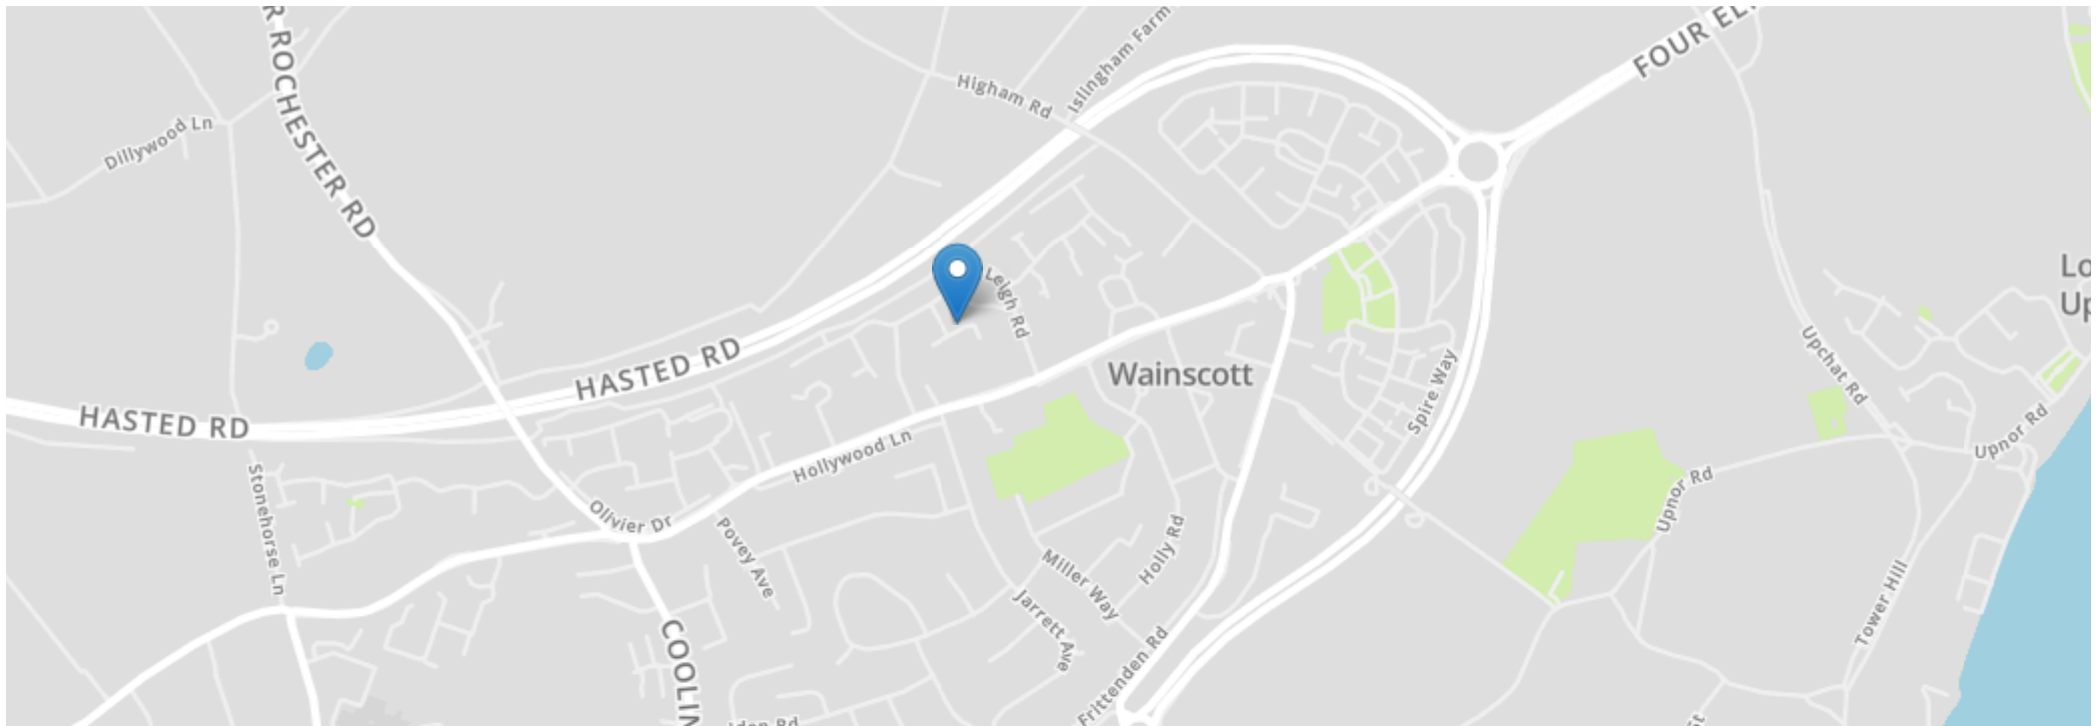 R ROCHESTER RD
FOUR EL
Islingham Farm
Higham Rd
Dillywood Ln
Leigh Rd
Lo
Up
HASTED RD
Wainscott
Upchat Rd
Spire Way
HASTED RD
Upnor Rd
Hollywood Ln
Stonehorse Ln
Upnor Rd
Olivier Dr
Povey Ave
Holly Rd
Miller Way
Tower Hill
Jarrett Ave
COOLIN
Frittenden Rd